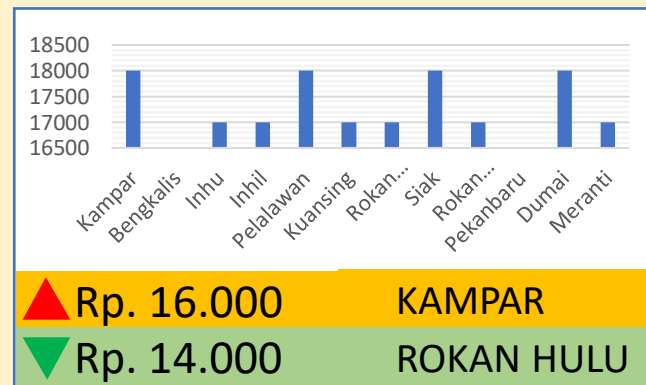 18500
18000
17500
17000
16500
Kampar
Bengkalis
Inhu
Inhil
Pelalawan
Kuansing
Rokan...
Siak
Rokan...
Pekanbaru
Dumai
Meranti
Rp. 16.000 KAMPAR
Rp. 14.000 ROKAN HULU